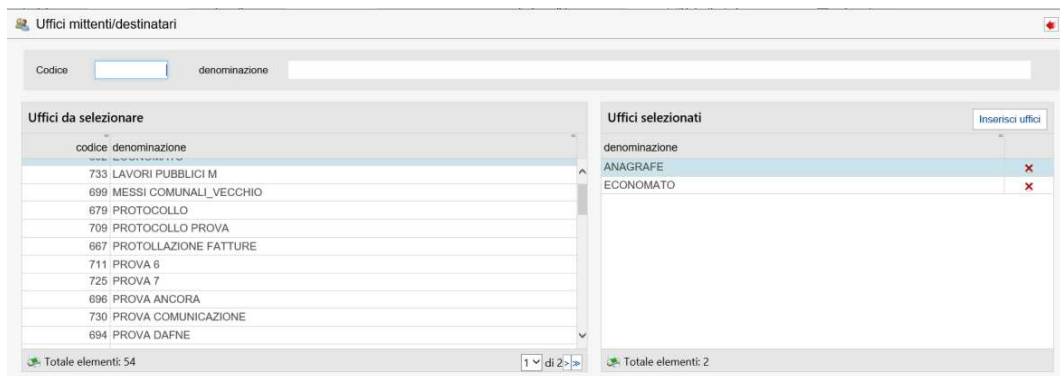 Uffici mittenti/destinatari
Codice denominazione
Uffici da selezionare
codice denominazione
733 LAVORI PUBBLICI M
699 MESSI COMUNALI_VECCHIO
679 PROTOCOLLO
709 PROTOCOLLO PROVA
667 PROTOLLAZIONE FATTURE
711 PROVA 6
725 PROVA 7
696 PROVA ANCORA
730 PROVA COMUNICAZIONE
694 PROVA DAFNE
Totale elementi: 54 1 di 2 > >>
Uffici selezionati Inserisci uffici
denominazione
ANAGRAFE
ECONOMATO
Totale elementi: 2